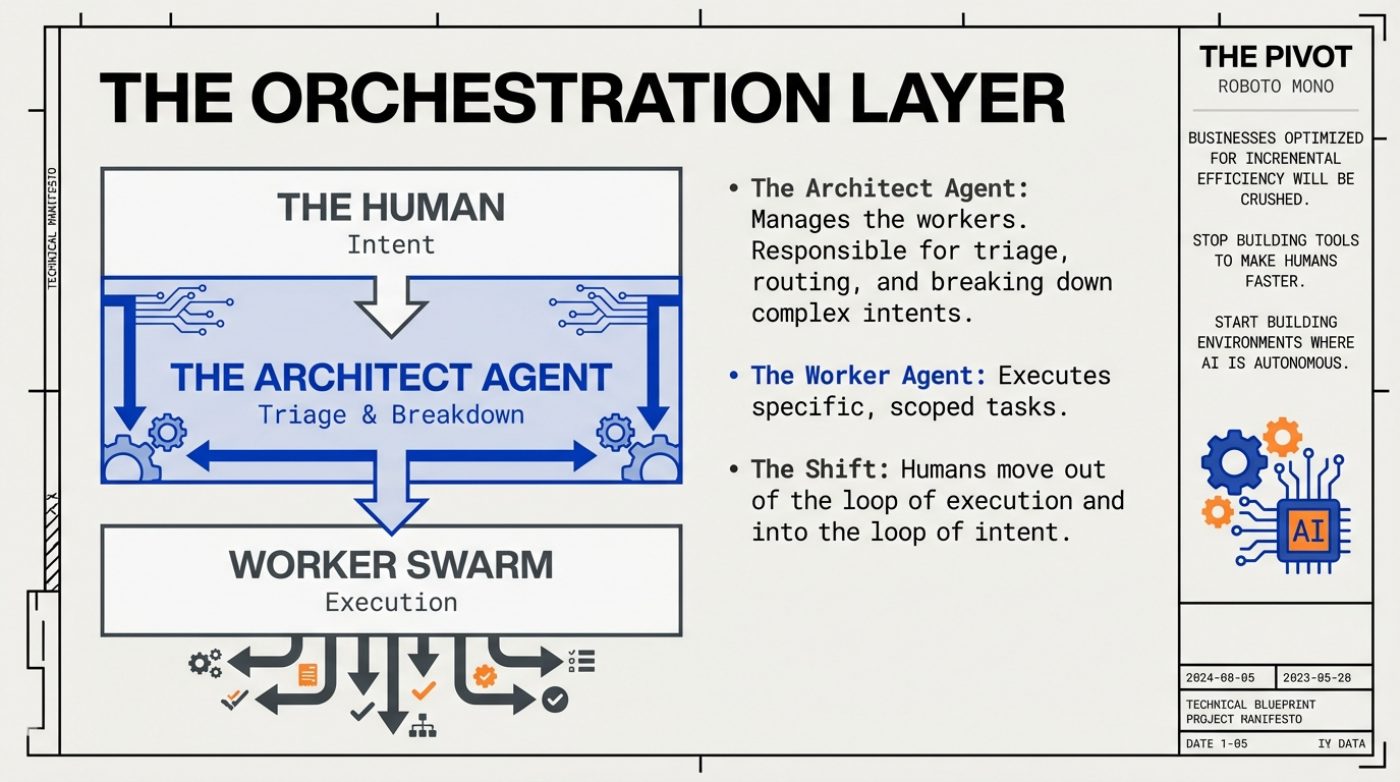 THE ORCHESTRATION LAYER
THE HUMAN
Intent
THE ARCHITECT AGENT
Triage & Breakdown
WORKER SWARM
Execution
• The Architect Agent:
Manages the workers.
Responsible for triage,
routing, and breaking down
complex intents.
• The Worker Agent: Executes
specific, scoped tasks.
• The Shift: Humans move out
of the loop of execution and
into the loop of intent.
THE PIVOT
ROBOTO MONO
BUSINESSES OPTIMIZED
FOR INCRENENTAL
EFFICIENCY WILL BE
CRUSHED.
STOP BUILDING TOOLS
TO MAKE HUMANS
FASTER.
START BUILDING
ENVIRONMENTS WHERE
AI IS AUTONOMOUS.
AI
2024-08-05
2023-05-28
TECHNICAL BLUEPRINT
PROJECT RANIFESTO
DATE 1-05
IY DATA